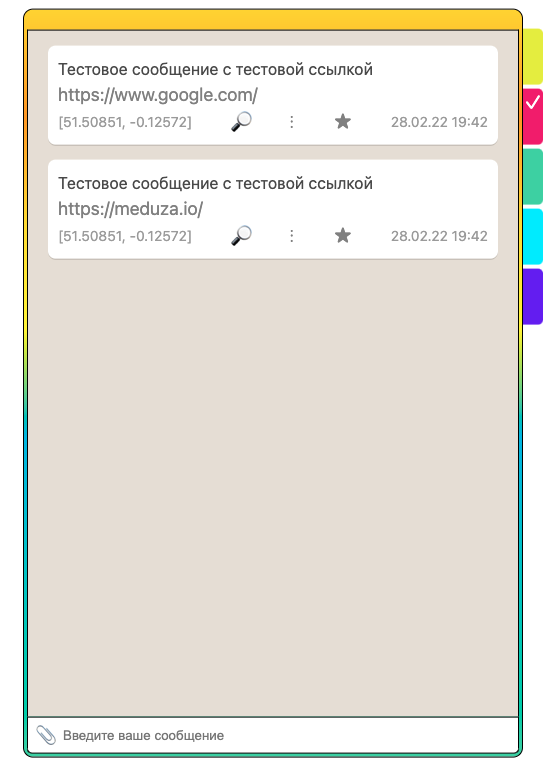 Тестовое сообщение с тестовой ссылкой
https://www.google.com/
[51.50851, -0.12572] 28.02.22 19:42
Тестовое сообщение с тестовой ссылкой
https://meduza.io/
[51.50851, -0.12572] 28.02.22 19:42
Введите ваше сообщение